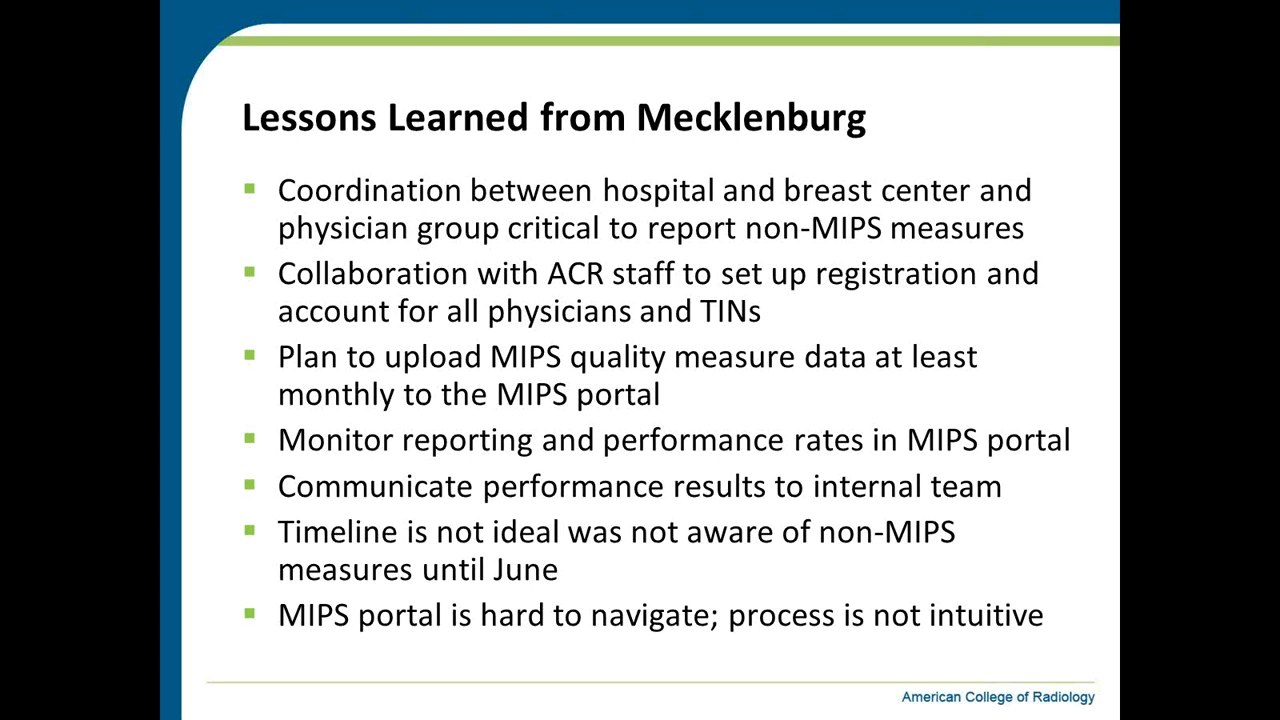 Lessons Learned from Mecklenburg
Coordination between hospital and breast center and
physician group critical to report non-MIPS measures
Collaboration with ACR staff to set up registration and
account for all physicians and TINs
Plan to upload MIPS quality measure data at least
monthly to the MIPS portal
Monitor reporting and performance rates in MIPS portal
Communicate performance results to internal team
Timeline is not ideal was not aware of non-MIPS
measures until June
MIPS portal is hard to navigate; process is not intuitive
American College of Radiology